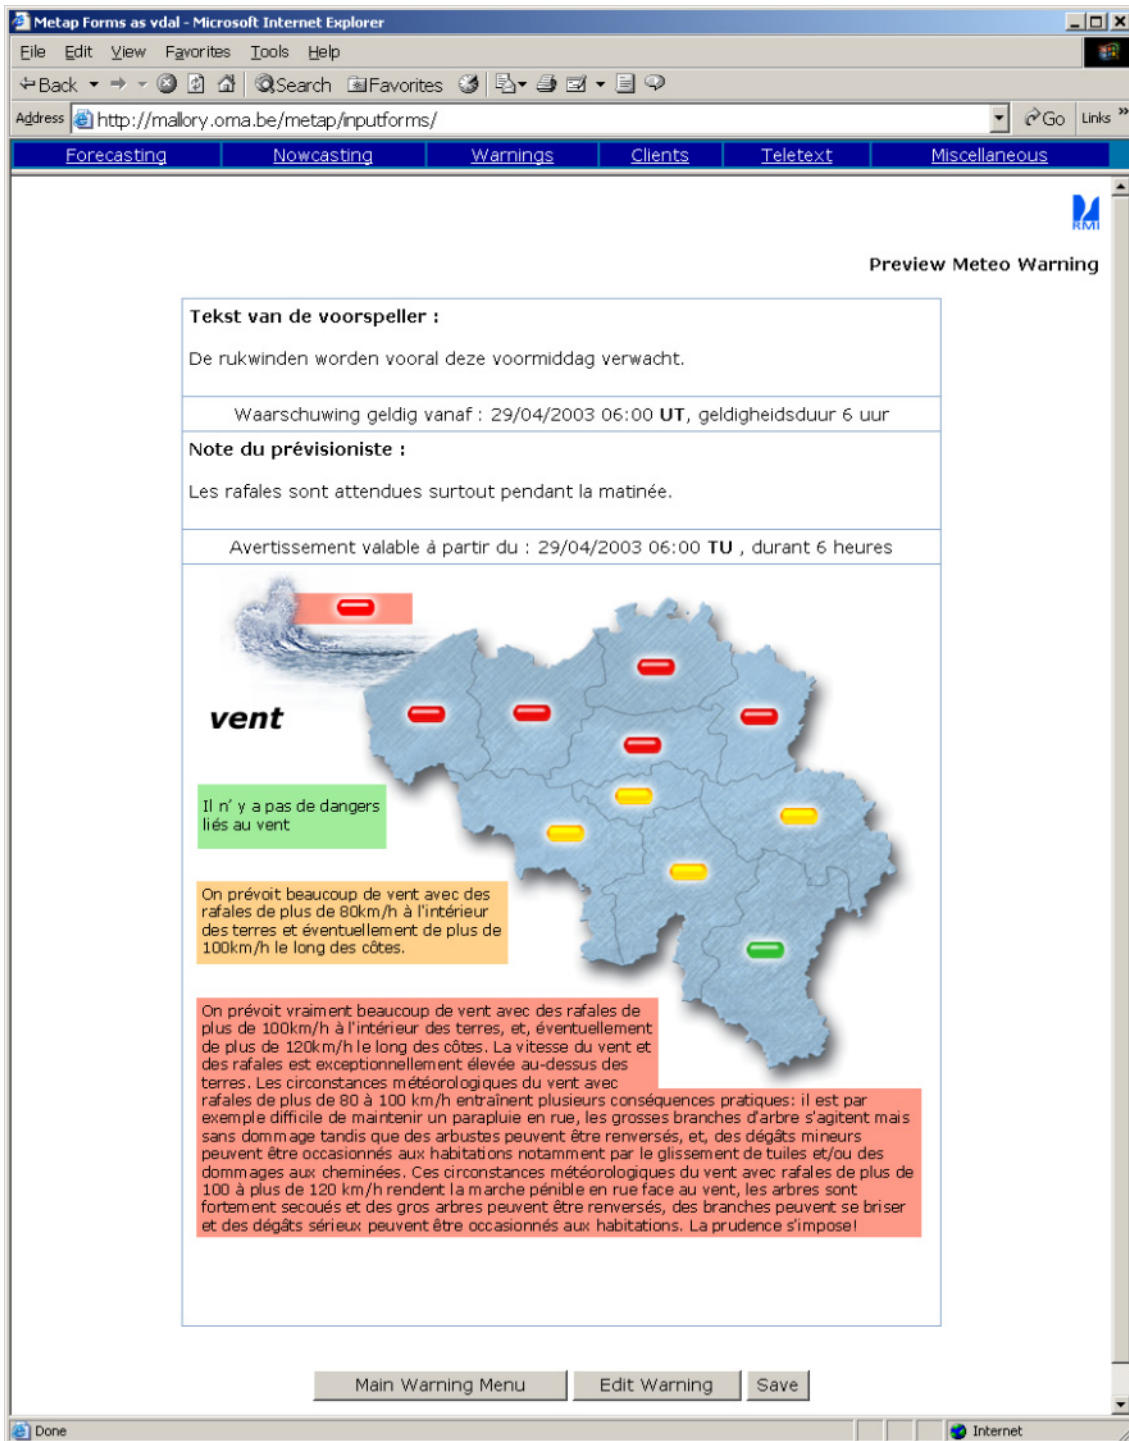 Metap Forms as vdal - Microsoft Internet Explorer
File Edit View Favorites Tools Help
Back Search Favorites
Address http://mallory.oma.be/metap/inputforms/ Go Links »
Forecasting Nowcasting Warnings Clients Teletext Miscellaneous
RMI
Preview Meteo Warning
Tekst van de voorspeller :
De rukwinden worden vooral deze voormiddag verwacht.
Waarschuwing geldig vanaf : 29/04/2003 06:00 UT, geldigheidsduur 6 uur
Note du prévisioniste :
Les rafales sont attendues surtout pendant la matinée.
Avertissement valable à partir du : 29/04/2003 06:00 TU , durant 6 heures
vent
Il n' y a pas de dangers
liés au vent
On prévoit beaucoup de vent avec des
rafales de plus de 80km/h à l'intérieur
des terres et éventuellement de plus de
100km/h le long des côtes.
On prévoit vraiment beaucoup de vent avec des rafales de
plus de 100km/h à l'intérieur des terres, et, éventuellement
de plus de 120km/h le long des côtes. La vitesse du vent et
des rafales est exceptionnellement élevée au-dessus des
terres. Les circonstances météorologiques du vent avec
rafales de plus de 80 à 100 km/h entraînent plusieurs conséquences pratiques: il est par
exemple difficile de maintenir un parapluie en rue, les grosses branches d'arbre s'agitent mais
sans dommage tandis que des arbustes peuvent être renversés, et, des dégâts mineurs
peuvent être occasionnés aux habitations notamment par le glissement de tuiles et/ou des
dommages aux cheminées. Ces circonstances météorologiques du vent avec rafales de plus de
100 à plus de 120 km/h rendent la marche pénible en rue face au vent, les arbres sont
fortement secoués et des gros arbres peuvent être renversés, des branches peuvent se briser
et des dégâts sérieux peuvent être occasionnés aux habitations. La prudence s'impose!
Main Warning Menu Edit Warning Save
Done Internet